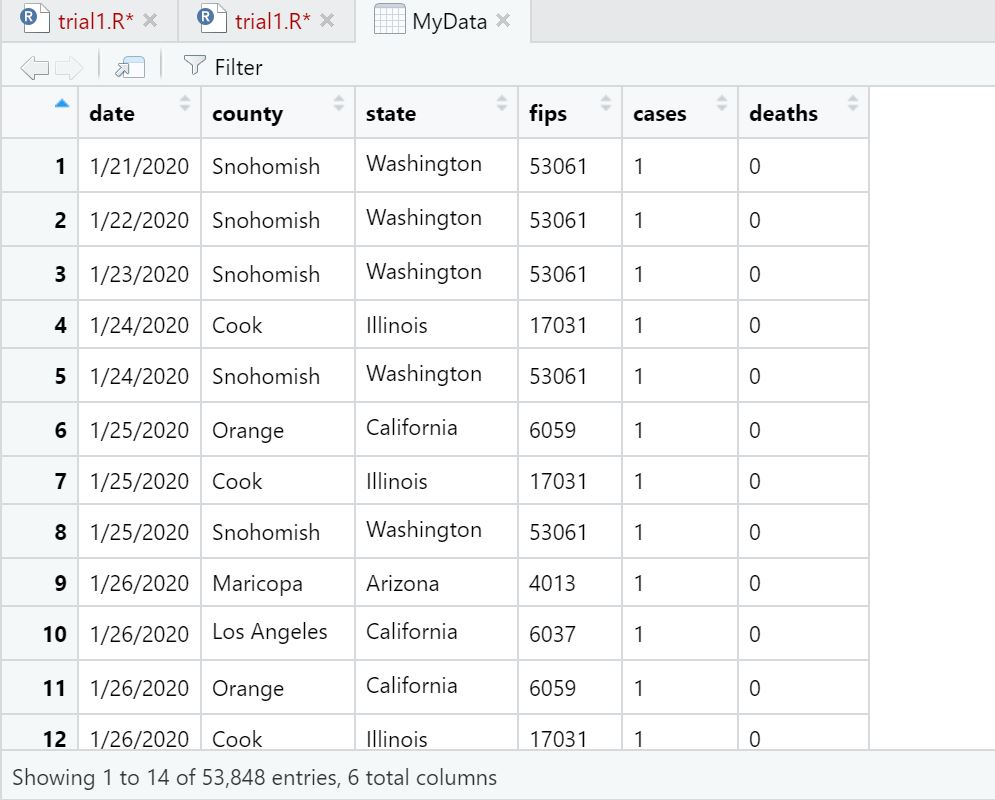 R trial1.R* × R trial1.R* × MyData ×
Filter
date county state fips cases deaths
1 1/21/2020 Snohomish Washington 53061 1 0
2 1/22/2020 Snohomish Washington 53061 1 0
3 1/23/2020 Snohomish Washington 53061 1 0
4 1/24/2020 Cook Illinois 17031 1 0
5 1/24/2020 Snohomish Washington 53061 1 0
6 1/25/2020 Orange California 6059 1 0
7 1/25/2020 Cook Illinois 17031 1 0
8 1/25/2020 Snohomish Washington 53061 1 0
9 1/26/2020 Maricopa Arizona 4013 1 0
10 1/26/2020 Los Angeles California 6037 1 0
11 1/26/2020 Orange California 6059 1 0
12 1/26/2020 Cook Illinois 17031 1 0
Showing 1 to 14 of 53,848 entries, 6 total columns